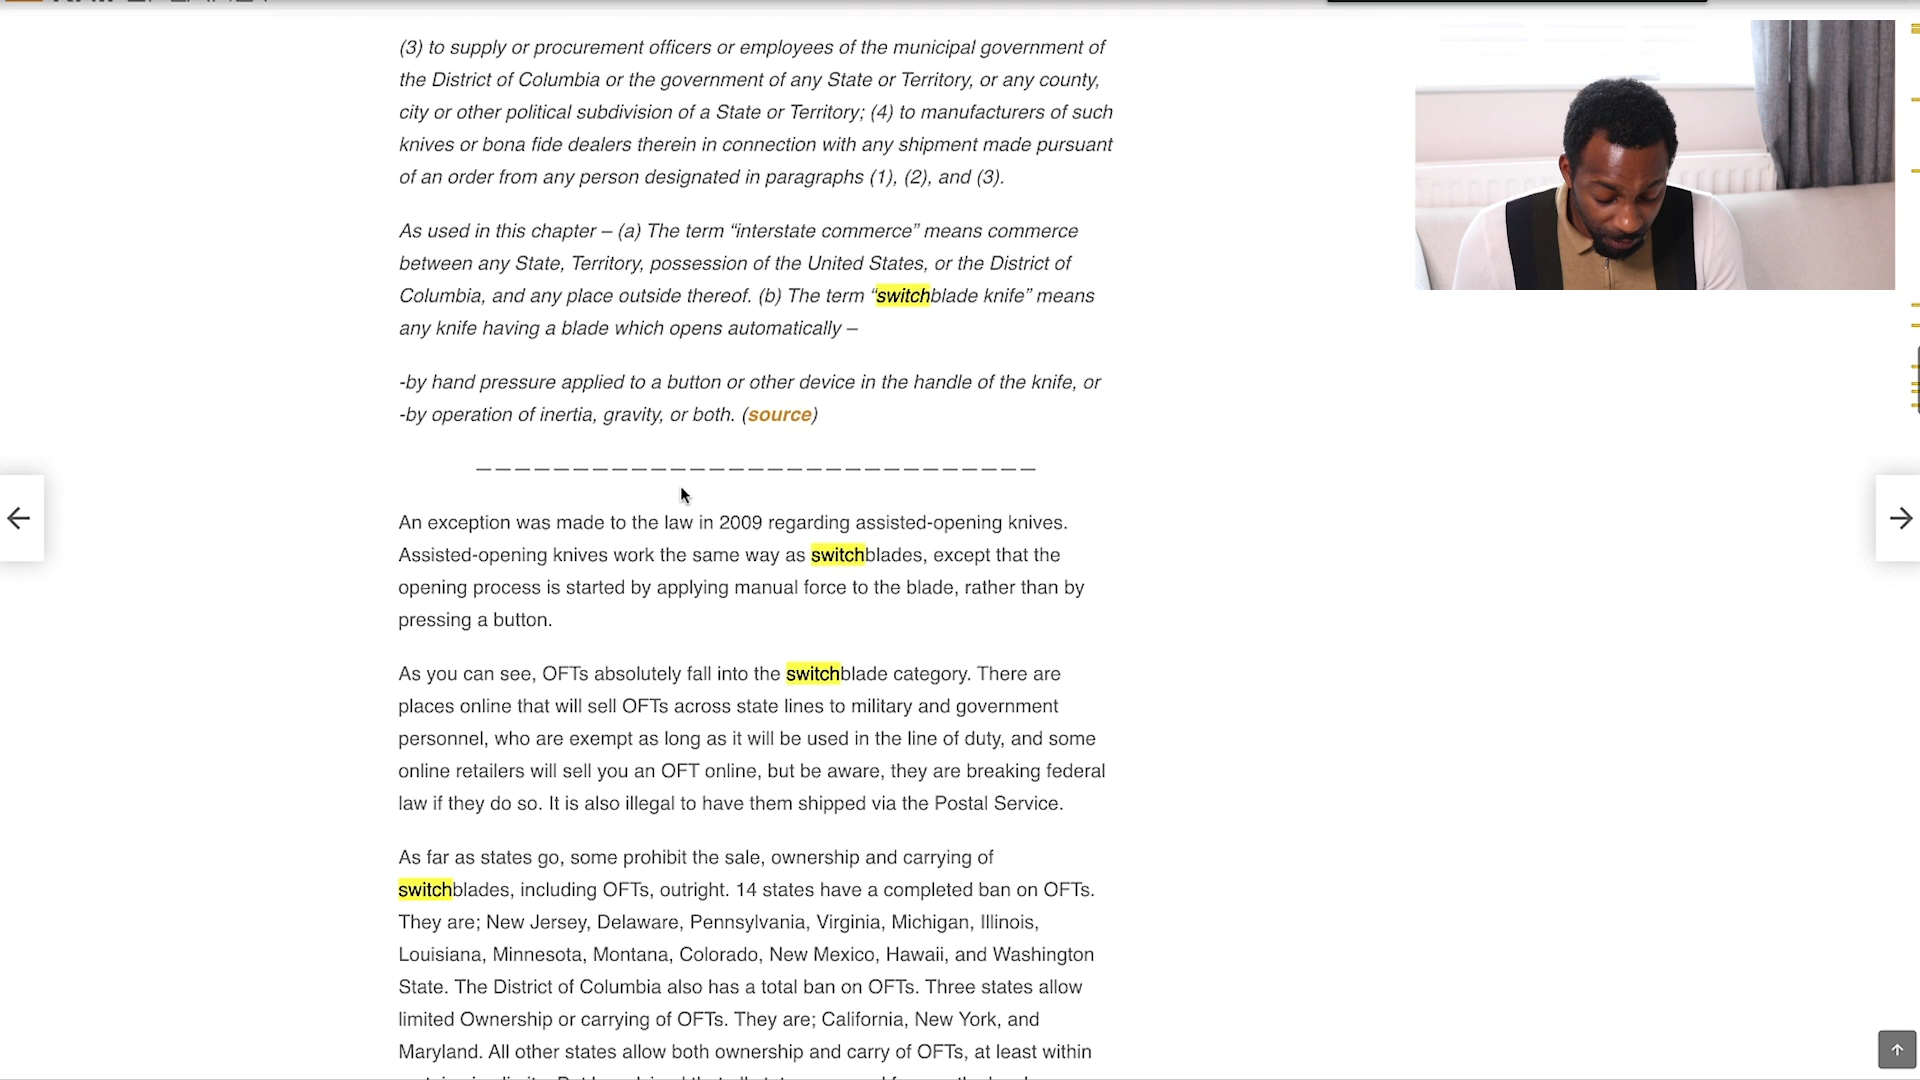 (3) to supply or procurement officers or employees of the municipal government of
the District of Columbia or the government of any State or Territory, or any county,
city or other political subdivision of a State or Territory; (4) to manufacturers of such
knives or bona fide dealers therein in connection with any shipment made pursuant
of an order from any person designated in paragraphs (1), (2), and (3).
As used in this chapter – (a) The term “interstate commerce” means commerce
between any State, Territory, possession of the United States, or the District of
Columbia, and any place outside thereof. (b) The term “switchblade knife” means
any knife having a blade which opens automatically –
-by hand pressure applied to a button or other device in the handle of the knife, or
-by operation of inertia, gravity, or both. (source)
An exception was made to the law in 2009 regarding assisted-opening knives.
Assisted-opening knives work the same way as switchblades, except that the
opening process is started by applying manual force to the blade, rather than by
pressing a button.
As you can see, OFTs absolutely fall into the switchblade category. There are
places online that will sell OFTs across state lines to military and government
personnel, who are exempt as long as it will be used in the line of duty, and some
online retailers will sell you an OFT online, but be aware, they are breaking federal
law if they do so. It is also illegal to have them shipped via the Postal Service.
As far as states go, some prohibit the sale, ownership and carrying of
switchblades, including OFTs, outright. 14 states have a completed ban on OFTs.
They are; New Jersey, Delaware, Pennsylvania, Virginia, Michigan, Illinois,
Louisiana, Minnesota, Montana, Colorado, New Mexico, Hawaii, and Washington
State. The District of Columbia also has a total ban on OFTs. Three states allow
limited Ownership or carrying of OFTs. They are; California, New York, and
Maryland. All other states allow both ownership and carry of OFTs, at least within